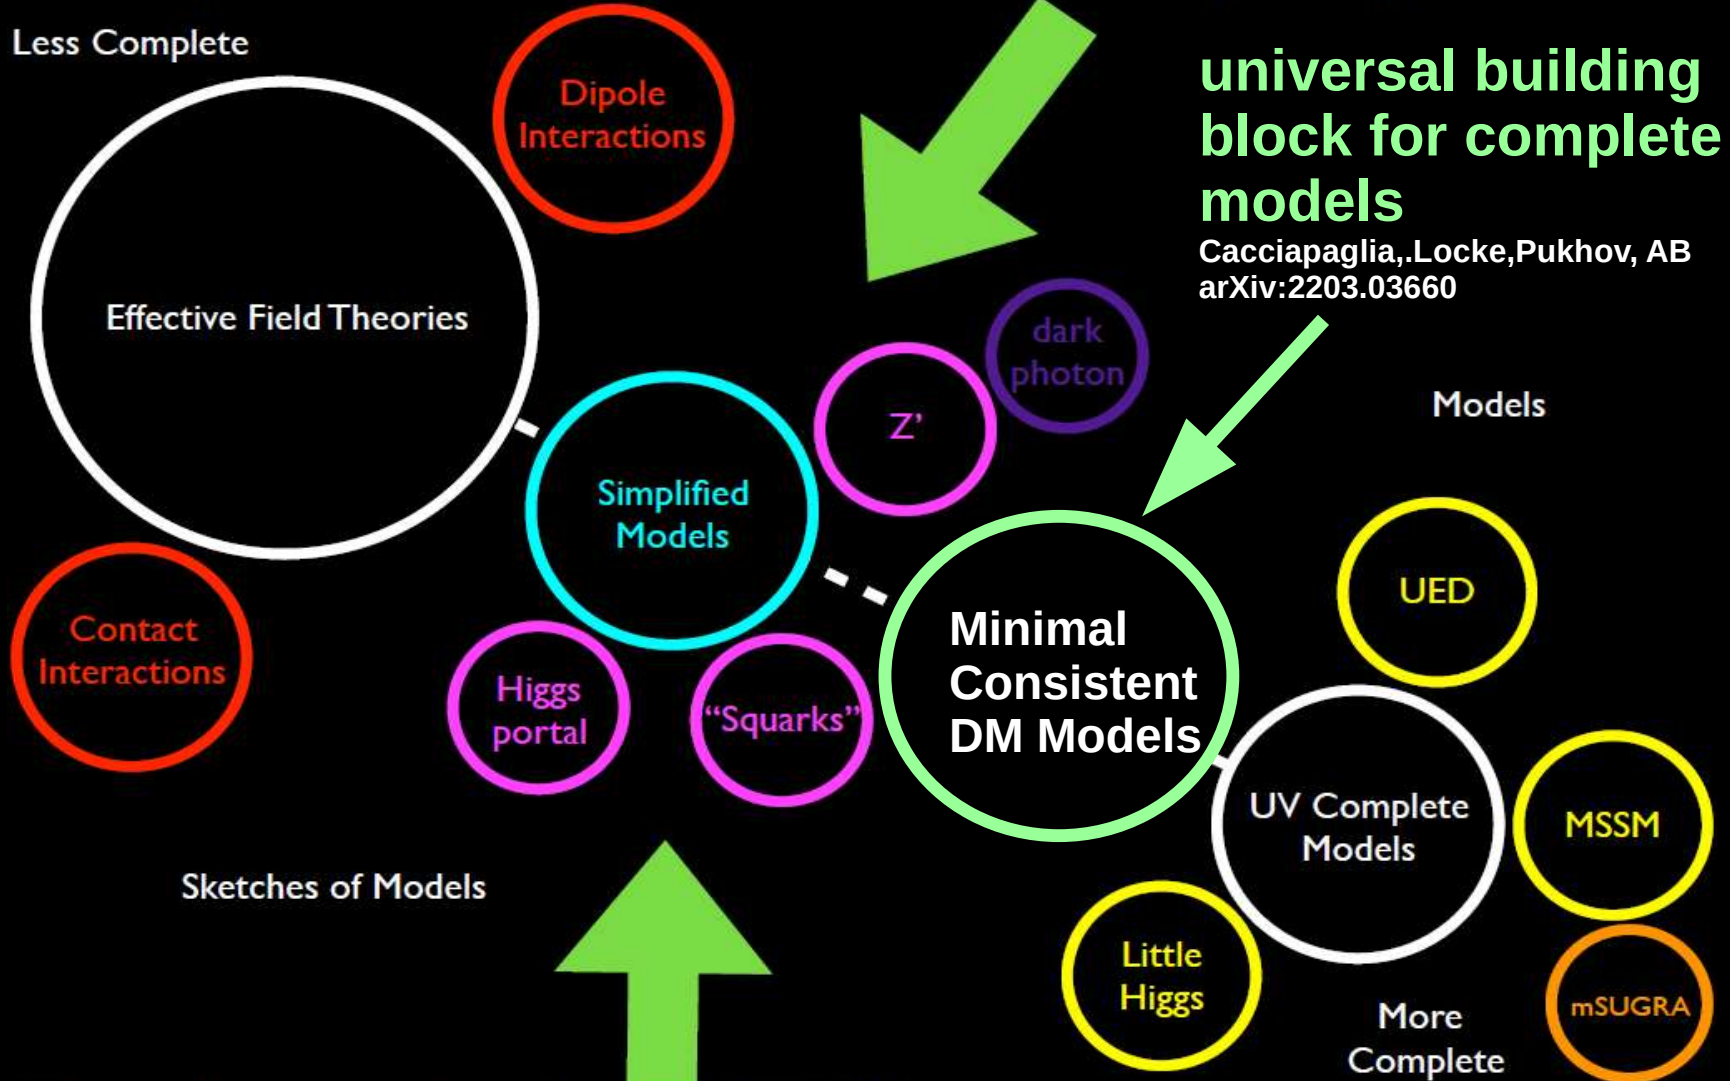 Less Complete
Dipole
Interactions
universal building
block for complete
models
Cacciapaglia,.Locke,Pukhov, AB
arXiv:2203.03660
Effective Field Theories
dark
photon
Z’
Models
Simplified
Models
UED
Contact
Interactions
Minimal
Consistent
DM Models
Higgs
portal
“Squarks”
UV Complete
Models
MSSM
Sketches of Models
Little
Higgs
More
Complete
mSUGRA